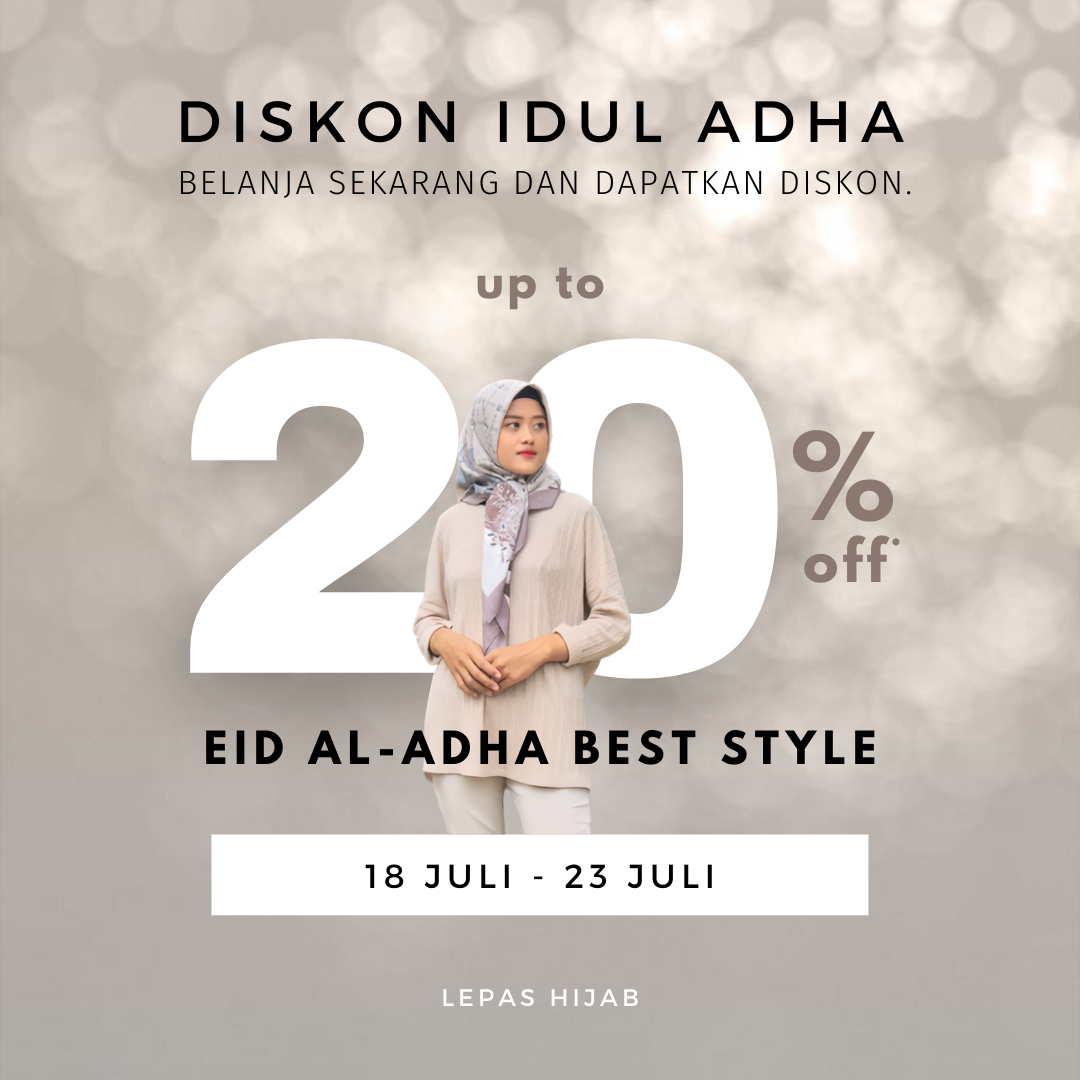 DISKON IDUL ADHA
BELANJA SEKARANG DAN DAPATKAN DISKON.
up to
20%
off*
EID AL-ADHA BEST STYLE
18 JULI - 23 JULI
LEPAS HIJAB